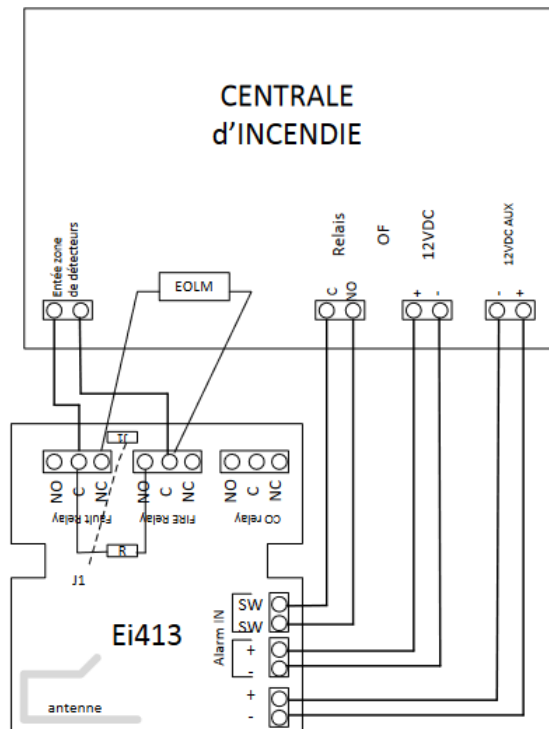 CENTRALE
d'INCENDIE
Entée zone
de détecteurs
EOLM
Relais
OF
12VDC
12VDC AUX
C
NO
+
-
-
+
J1
NO
C
NC
NO
C
NC
NO
C
NC
Fault Relay
FIRE Relay
CO relay
R
J1
Ei413
Alarm IN
SW
SW
+
-
+
-
antenne